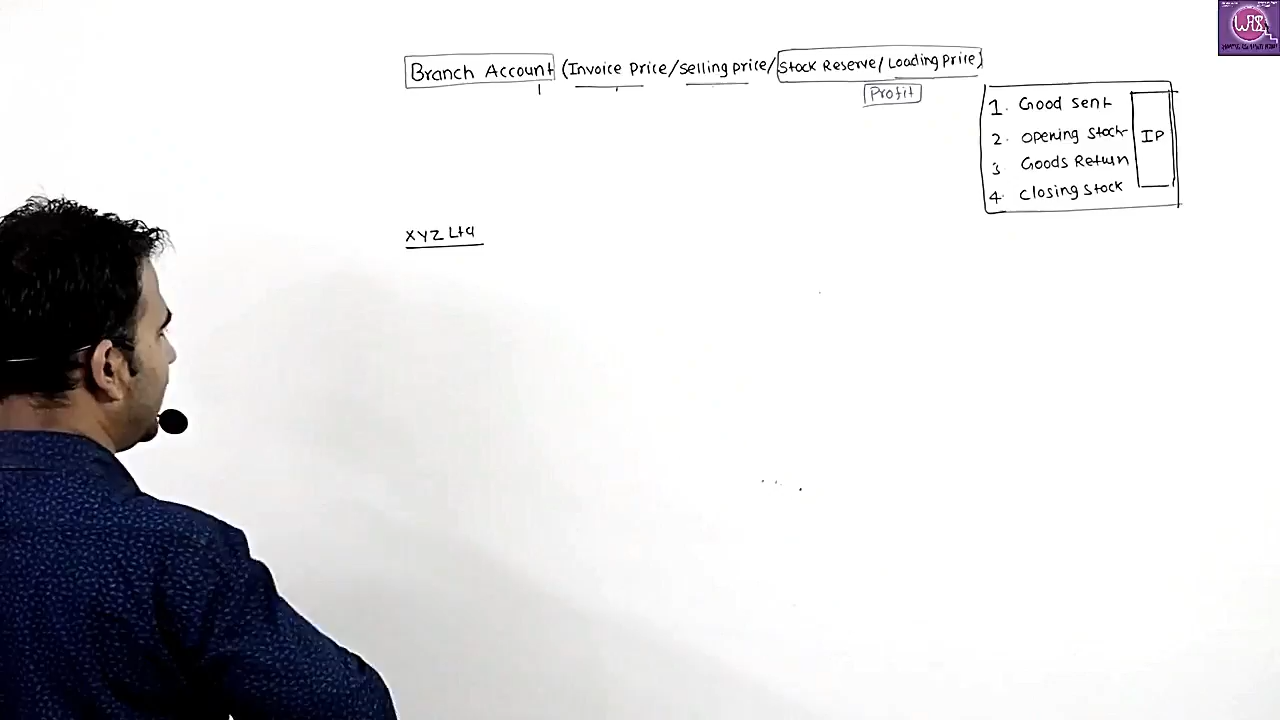 Branch Account (Invoice Price/selling price/Stock Reserve/Loading Price)
Profit
1. Good sent
2. opening stock
3 Goods Return
4. closing stock
IP
XYZ Ltd